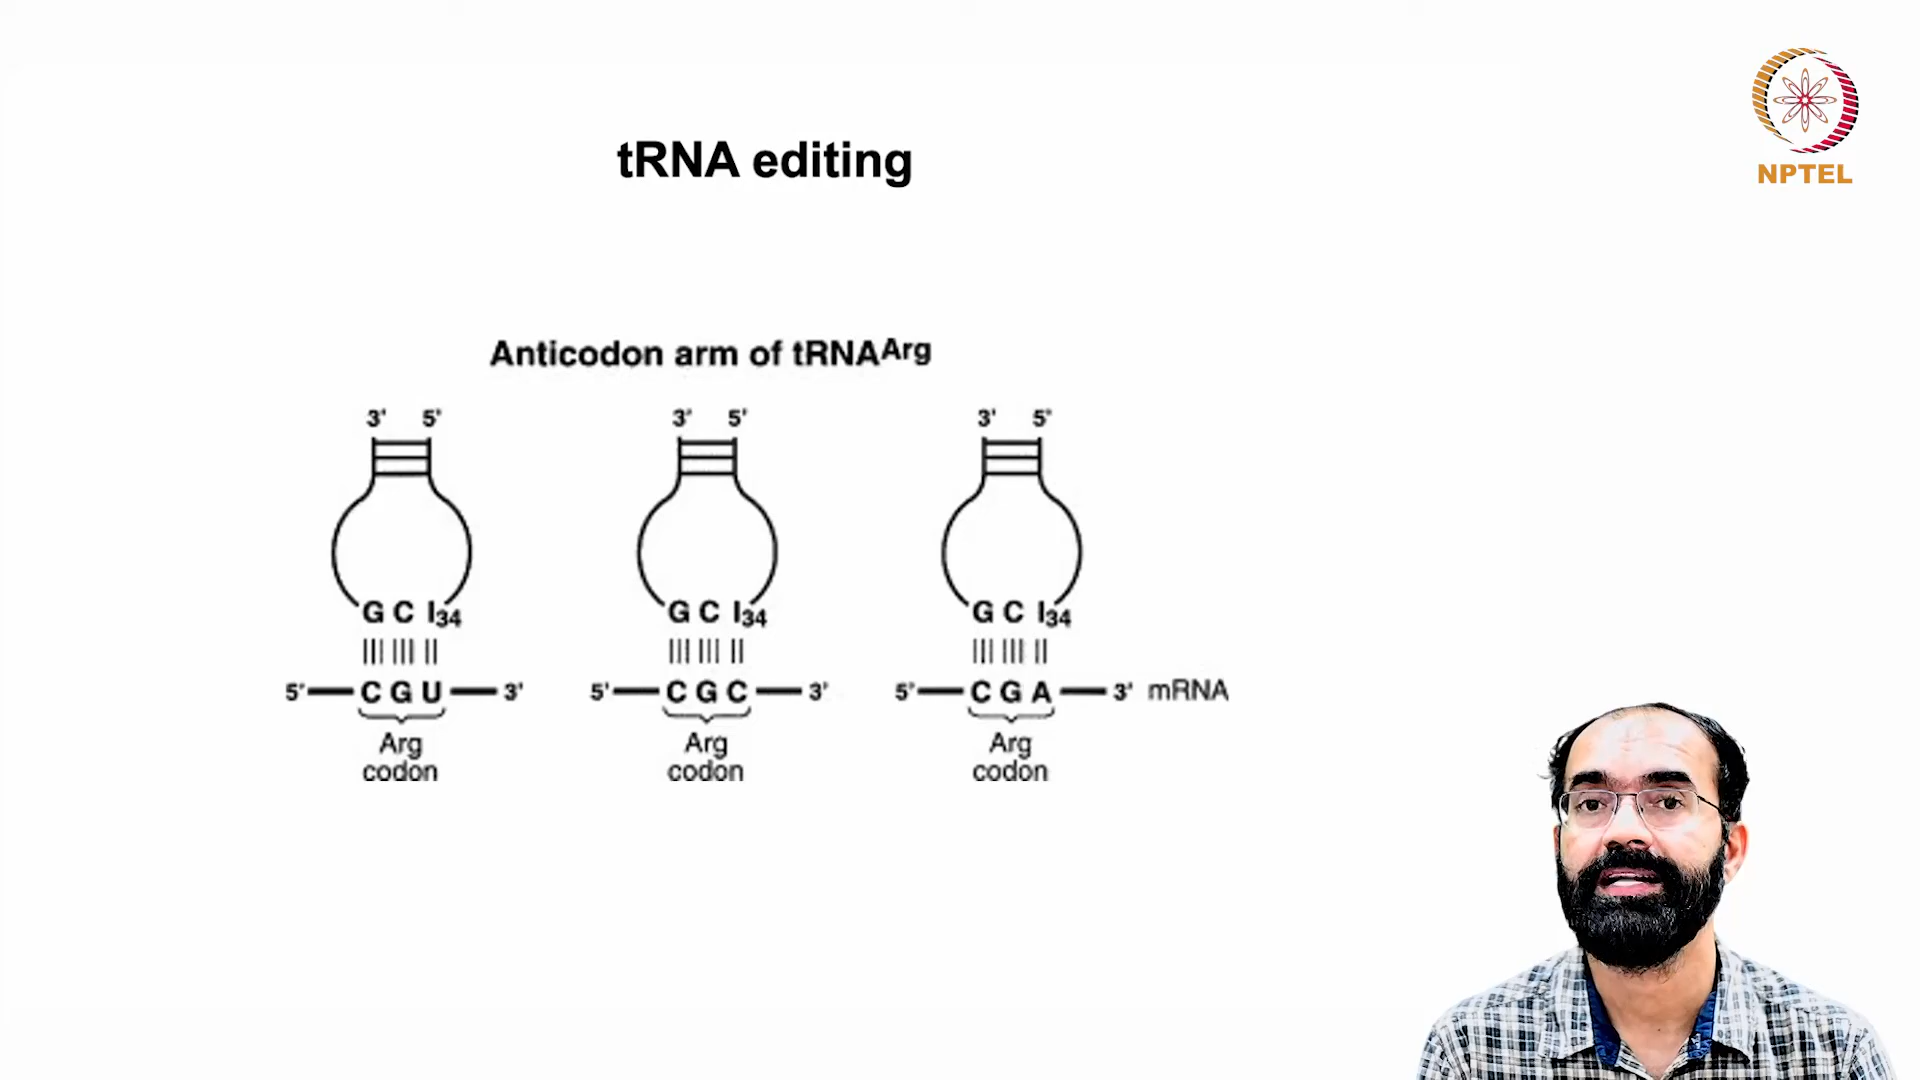 NPTEL
tRNA editing
Anticodon arm of tRNAArg
3' 5' 3' 5' 3' 5'
G C I34 G C I34 G C I34
5' C G U 3' 5' C G C 3' 5' C G A 3' mRNA
Arg Arg Arg
codon codon codon